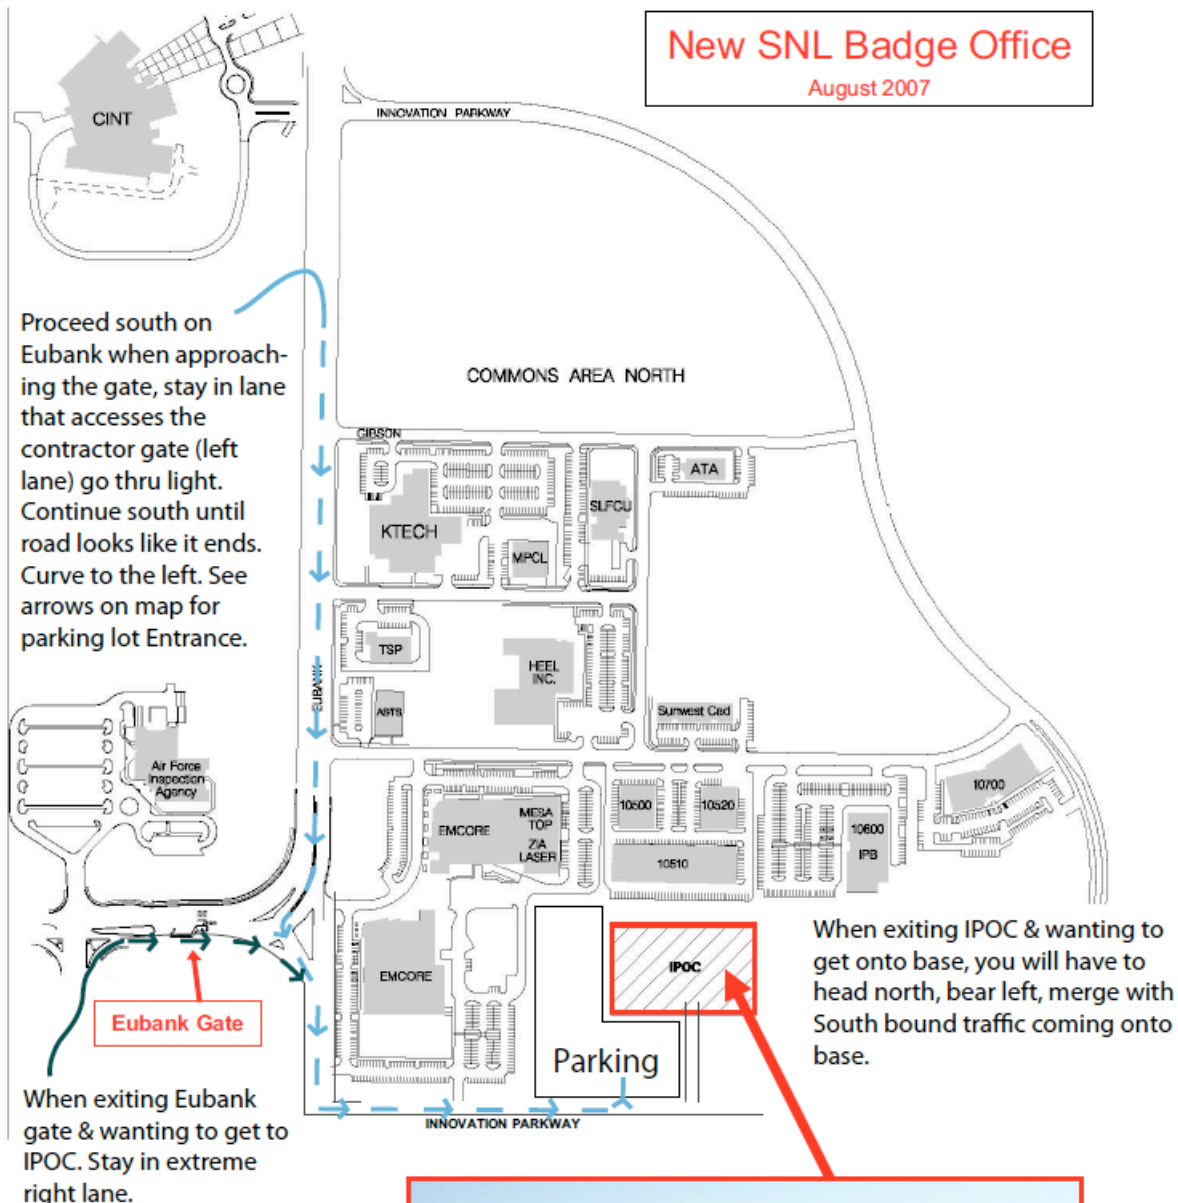 New SNL Badge Office
August 2007
CINT
INNOVATION PARKWAY
Proceed south on
Eubank when approach-
ing the gate, stay in lane
that accesses the
contractor gate (left
lane) go thru light.
Continue south until
road looks like it ends.
Curve to the left. See
arrows on map for
parking lot Entrance.
COMMONS AREA NORTH
GIBSON
KTECH
MPCL
SLFCU
ATA
TSP
HEEL
INC.
EUBANK
ASTS
Sunwest Csd
Air Force
Inspection
Agency
EMCORE
MESA
TOP
ZIA
LASER
10500
10520
10510
10600
IPB
10700
EMCORE
IPOC
Eubank Gate
Parking
When exiting IPOC & wanting to
get onto base, you will have to
head north, bear left, merge with
South bound traffic coming onto
base.
INNOVATION PARKWAY
When exiting Eubank
gate & wanting to get to
IPOC. Stay in extreme
right lane.